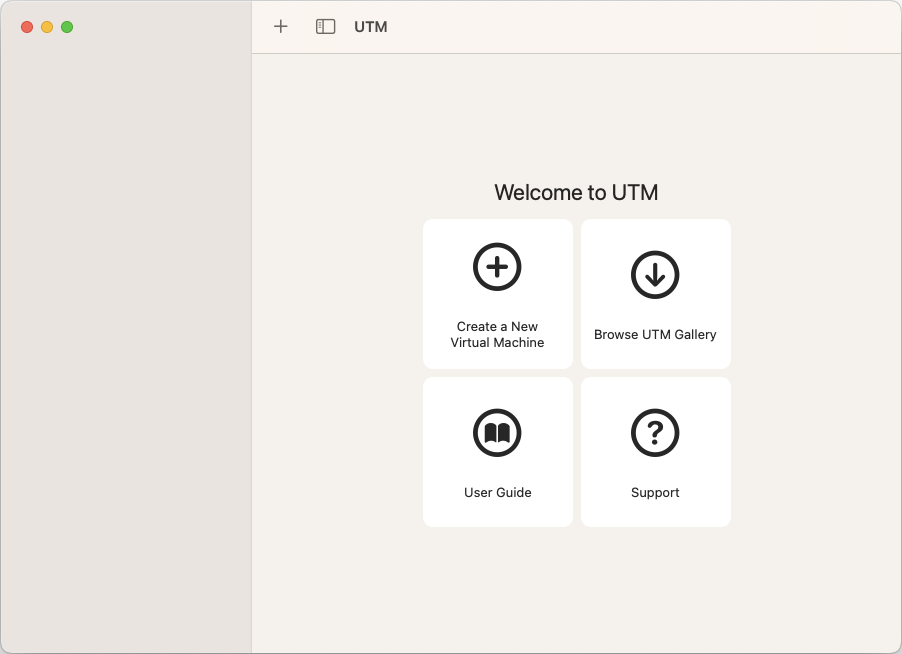 UTM
Welcome to UTM
Create a New
Virtual Machine
Browse UTM Gallery
User Guide
Support